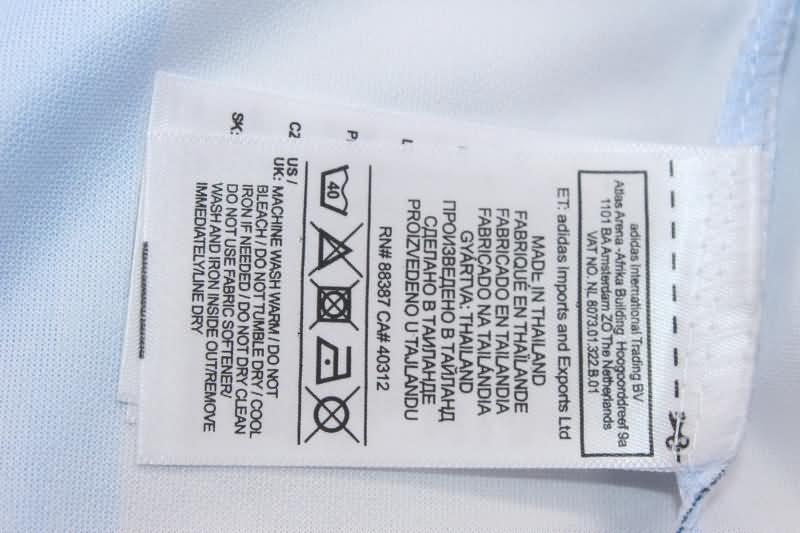 adidas International Trading BV
Atlas Arena -Afrika Building Hoogoorddreef 9a
1101 BA Amsterdam ZO The Netherlands
VAT NO. NL 8073.01.322.B.01
ET: adidas Imports and Exports Ltd
MADE IN THAILAND
FABRIQUÉ EN THAÏLANDE
FABRICADO EN TAILANDIA
FABRICADO NA TAILÂNDIA
GYÁRTVA: THAILAND
ПРОИЗВЕДЕНО В ТАЙЛАНД
СДЕЛАНО В ТАИЛАНДЕ
PROIZVEDENO U TAJLANDU
RN# 88387 CA# 40312
40
US /
UK: MACHINE WASH WARM / DO NOT
BLEACH / DO NOT TUMBLE DRY / COOL
IRON IF NEEDED / DO NOT DRY CLEAN
DO NOT USE FABRIC SOFTENER/
WASH AND IRON INSIDE OUT/REMOVE
IMMEDIATELY/LINE DRY
C2
SK: